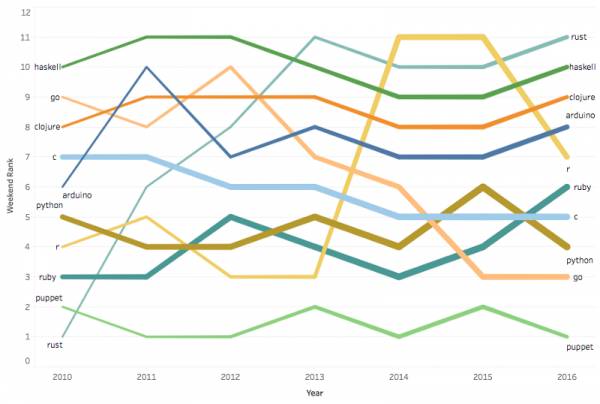 12
11
10
9
8
7
6
5
4
3
2
1
0
Weekend Rank
haskell
go
clojure
c
arduino
python
r
ruby
puppet
rust
rust
haskell
clojure
arduino
r
ruby
c
python
go
puppet
2010 2011 2012 2013 2014 2015 2016
Year